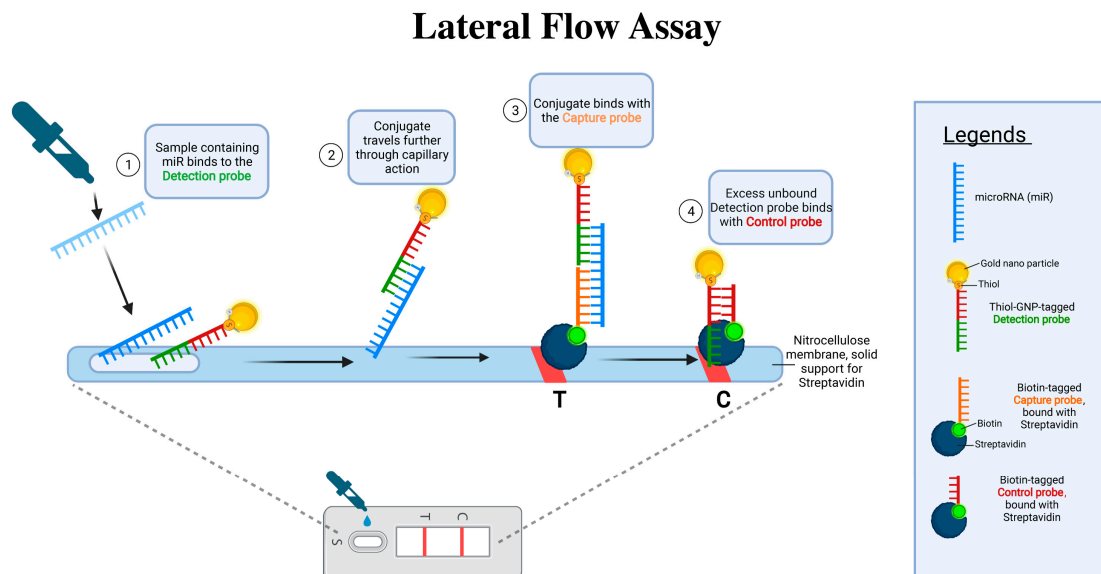 Lateral Flow Assay
1
Sample containing
miR binds to the
Detection probe
2
Conjugate
travels further
through capillary
action
3
Conjugate binds with
the Capture probe
4
Excess unbound
Detection probe binds
with Control probe
S
S
S
S
Nitrocellulose
membrane, solid
support for
Streptavidin
T
C
S
T
C
Legends
microRNA (miR)
Gold nano particle
S
Thiol
Thiol-GNP-tagged
Detection probe
Biotin-tagged
Capture probe,
bound with
Streptavidin
Biotin
Streptavidin
Biotin-tagged
Control probe,
bound with
Streptavidin